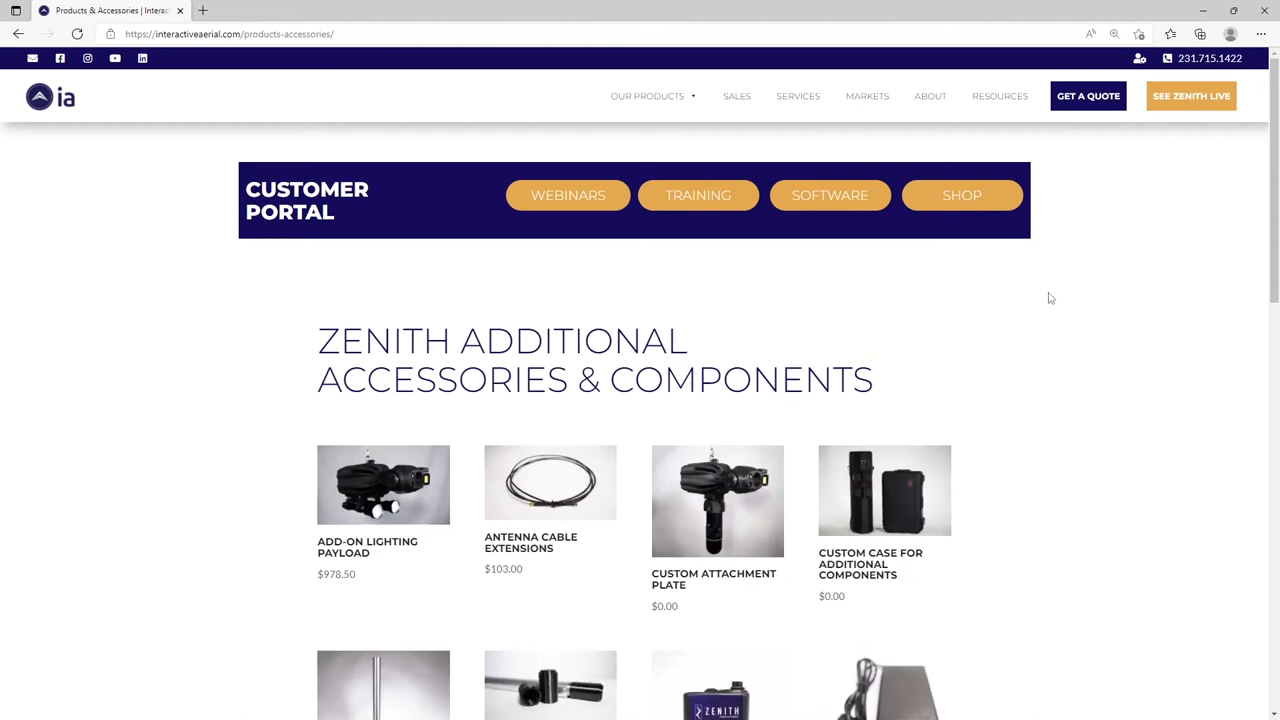 Products & Accessories | Interac
https://interactiveaerial.com/products-accessories/
231.715.1422
ia
OUR PRODUCTS
SALES
SERVICES
MARKETS
ABOUT
RESOURCES
GET A QUOTE
SEE ZENITH LIVE
CUSTOMER
PORTAL
WEBINARS
TRAINING
SOFTWARE
SHOP
ZENITH ADDITIONAL
ACCESSORIES & COMPONENTS
ADD-ON LIGHTING
PAYLOAD
$978.50
ANTENNA CABLE
EXTENSIONS
$103.00
CUSTOM ATTACHMENT
PLATE
$0.00
CUSTOM CASE FOR
ADDITIONAL
COMPONENTS
$0.00
ZENITH